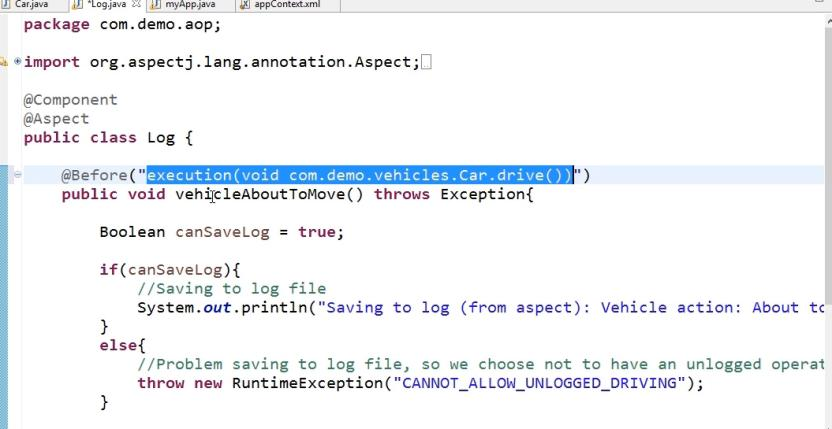 Car.java *Log.java myApp.java appContext.xml
package com.demo.aop;
import org.aspectj.lang.annotation.Aspect;
@Component
@Aspect
public class Log {
@Before("execution(void com.demo.vehicles.Car.drive())")
public void vehicleAboutToMove() throws Exception{
Boolean canSaveLog = true;
if(canSaveLog){
//Saving to log file
System.out.println("Saving to log (from aspect): Vehicle action: About to
}
else{
//Problem saving to log file, so we choose not to have an unlogged operat
throw new RuntimeException("CANNOT_ALLOW_UNLOGGED_DRIVING");
}